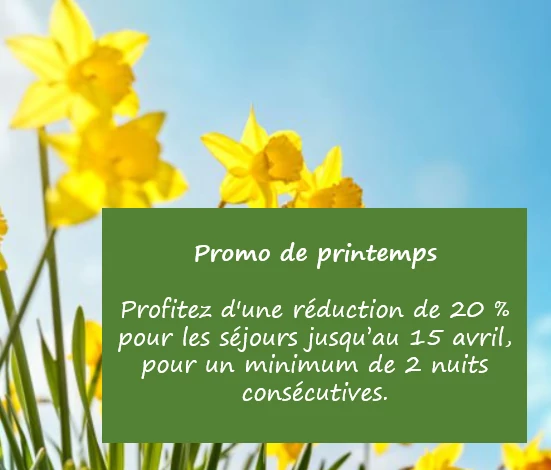 Promo de printemps
Profitez d'une réduction de 20 %
pour les séjours jusqu’au 15 avril,
pour un minimum de 2 nuits
consécutives.